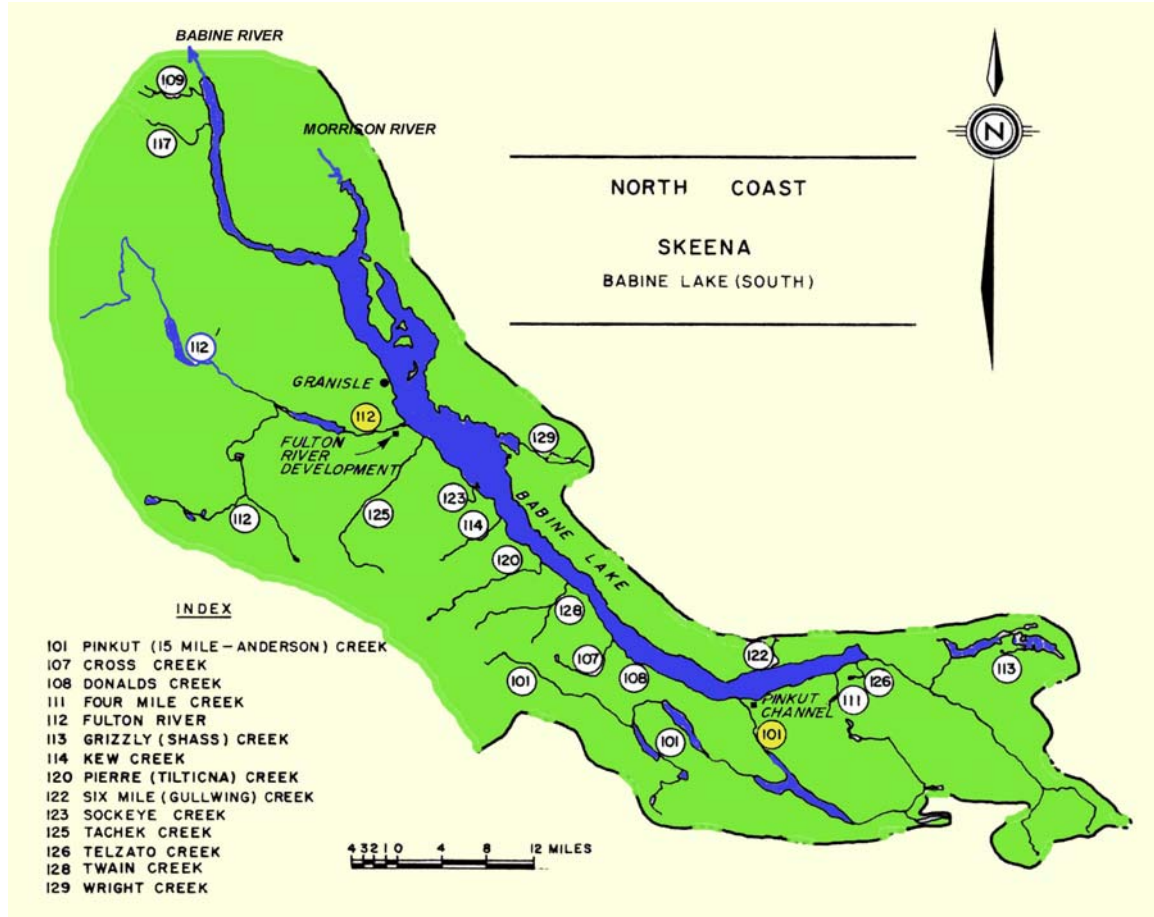 BABINE RIVER
109
117
MORRISON RIVER
N
NORTH COAST
SKEENA
BABINE LAKE (SOUTH)
112
GRANISLE
112
FULTON
RIVER
DEVELOPMENT
129
123
112
125
114
BABINE LAKE
120
128
107
108
101
122
113
126
111
PINKUT
CHANNEL
101
101
INDEX
101 PINKUT (15 MILE-ANDERSON) CREEK
107 CROSS CREEK
108 DONALDS CREEK
111 FOUR MILE CREEK
112 FULTON RIVER
113 GRIZZLY (SHASS) CREEK
114 KEW CREEK
120 PIERRE (TILTICNA) CREEK
122 SIX MILE (GULLWING) CREEK
123 SOCKEYE CREEK
125 TACHEK CREEK
126 TELZATO CREEK
128 TWAIN CREEK
129 WRIGHT CREEK
4 3 2 1 0 4 8 12 MILES